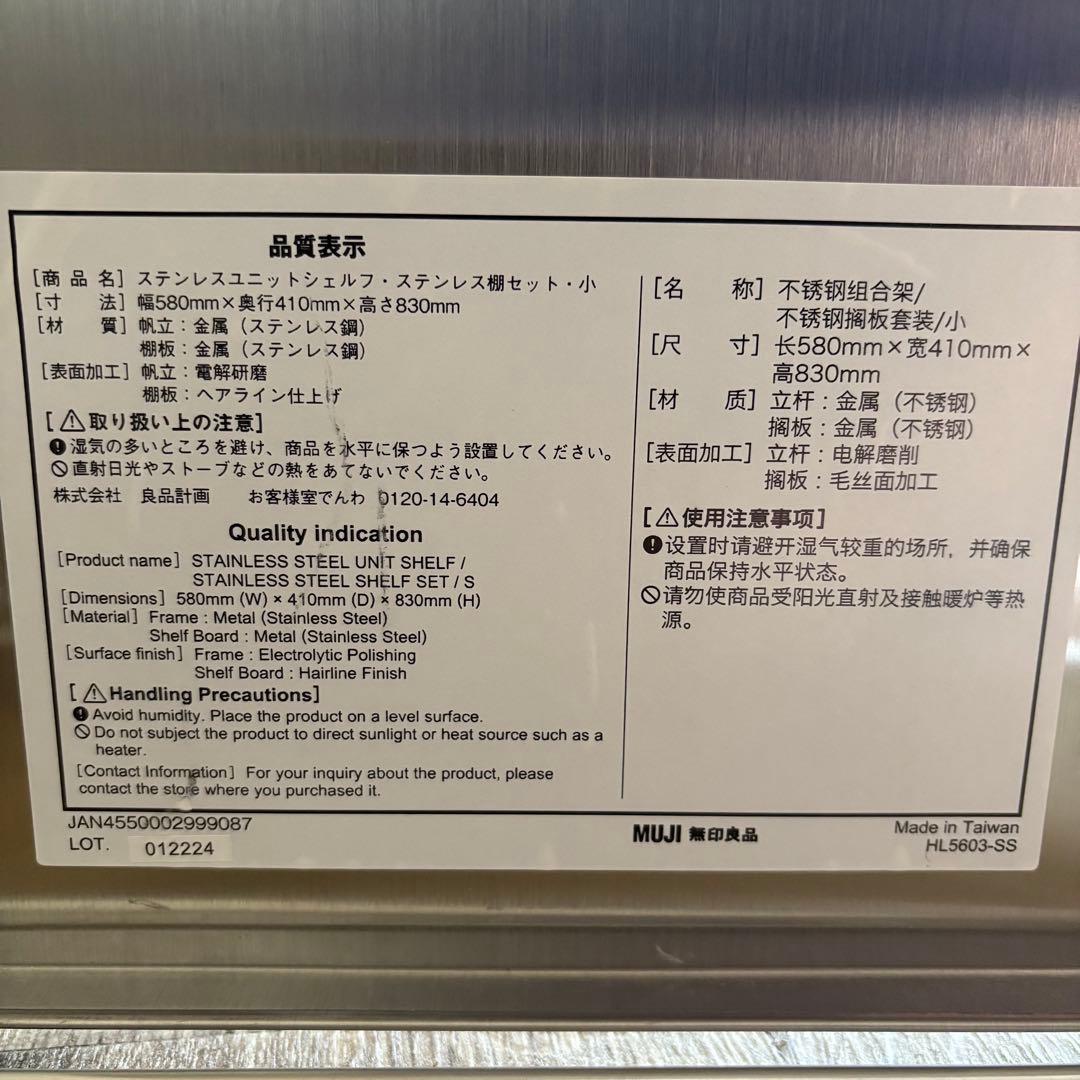 品質表示
[商品名] ステンレスユニットシェルフ・ステンレス棚セット・小
[寸 法] 幅580mm×奥行410mm×高さ830mm
[材 質] 帆立：金属（ステンレス鋼）
棚板：金属（ステンレス鋼）
[表面加工] 帆立：電解研磨
棚板：ヘアライン仕上げ
[⚠取り扱い上の注意]
湿気の多いところを避け、商品を水平に保つよう設置してください。
直射日光やストーブなどの熱をあてないでください。
株式会社 良品計画 お客様室でんわ 0120-14-6404
Quality indication
[Product name] STAINLESS STEEL UNIT SHELF /
STAINLESS STEEL SHELF SET / S
[Dimensions] 580mm (W) × 410mm (D) × 830mm (H)
[Material] Frame : Metal (Stainless Steel)
Shelf Board : Metal (Stainless Steel)
[Surface finish] Frame : Electrolytic Polishing
Shelf Board : Hairline Finish
[⚠Handling Precautions]
Avoid humidity. Place the product on a level surface.
Do not subject the product to direct sunlight or heat source such as a
heater.
[Contact Information] For your inquiry about the product, please
contact the store where you purchased it.
[名 称] 不锈钢组合架/
不锈钢搁板套装/小
[尺 寸] 长580mm×宽410mm×
高830mm
[材 质] 立杆：金属（不锈钢）
搁板：金属（不锈钢）
[表面加工] 立杆：电解磨削
搁板：毛丝面加工
[⚠使用注意事项]
设置时请避开湿气较重的场所，并确保
商品保持水平状态。
请勿使商品受阳光直射及接触暖炉等热
源。
JAN4550002999087
LOT. 012224
MUJI 無印良品
Made in Taiwan
HL5603-SS